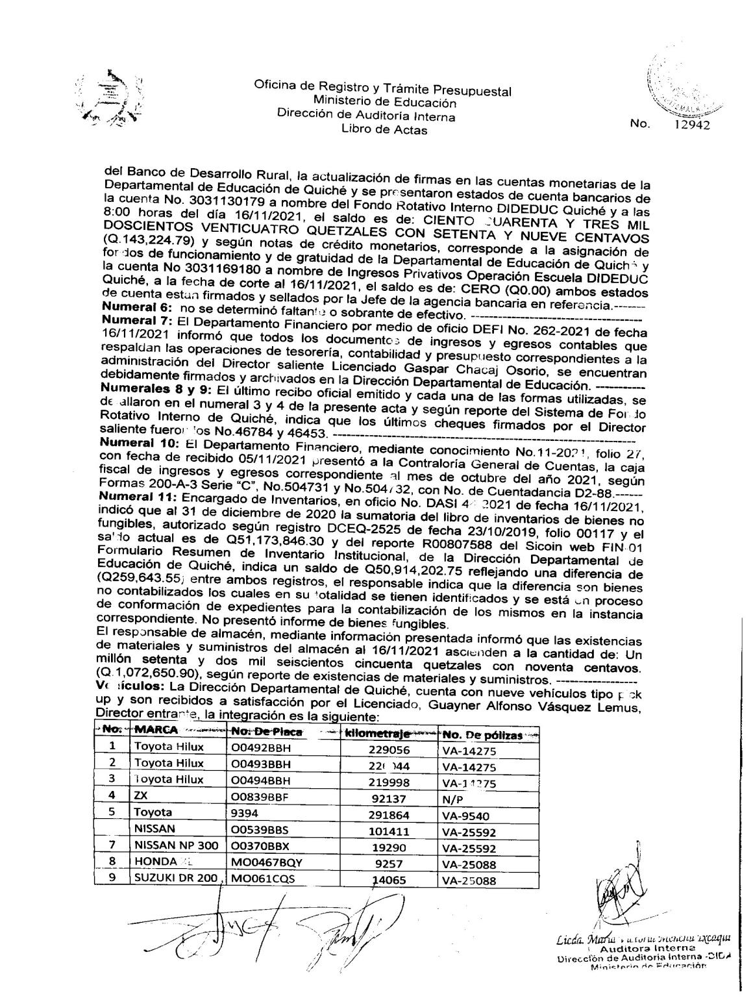 Oficina de Registro y Trámite Presupuestal
Ministerio de Educación
Dirección de Auditoría Interna
Libro de Actas
No. 12942
del Banco de Desarrollo Rural, la actualización de firmas en las cuentas monetarias de la
Departamental de Educación de Quiché y se presentaron estados de cuenta bancarios de
la cuenta No. 3031130179 a nombre del Fondo Rotativo Interno DIDEDUC Quiché y a las
8:00 horas del día 16/11/2021, el saldo es de: CIENTO CUARENTA Y TRES MIL
DOSCIENTOS VENTICUATRO QUETZALES CON SETENTA Y NUEVE CENTAVOS
(Q.143,224.79) y según notas de crédito monetarios, corresponde a la asignación de
fondos de funcionamiento y de gratuidad de la Departamental de Educación de Quiché y
la cuenta No 3031169180 a nombre de Ingresos Privativos Operación Escuela DIDEDUC
Quiché, a la fecha de corte al 16/11/2021, el saldo es de: CERO (Q0.00) ambos estados
de cuenta están firmados y sellados por la Jefe de la agencia bancaria en referencia.-------
Numeral 6: no se determinó faltante o sobrante de efectivo. --------------------------------------
Numeral 7: El Departamento Financiero por medio de oficio DEFI No. 262-2021 de fecha
16/11/2021 informó que todos los documentos de ingresos y egresos contables que
respaldan las operaciones de tesorería, contabilidad y presupuesto correspondientes a la
administración del Director saliente Licenciado Gaspar Chacaj Osorio, se encuentran
debidamente firmados y archivados en la Dirección Departamental de Educación. -----------
Numerales 8 y 9: El último recibo oficial emitido y cada una de las formas utilizadas, se
detallaron en el numeral 3 y 4 de la presente acta y según reporte del Sistema de Fondo
Rotativo Interno de Quiché, indica que los últimos cheques firmados por el Director
saliente fueron los No.46784 y 46453. -------------------------------------------------------------------
Numeral 10: El Departamento Financiero, mediante conocimiento No.11-2021, folio 27,
con fecha de recibido 05/11/2021 presentó a la Contraloría General de Cuentas, la caja
fiscal de ingresos y egresos correspondiente al mes de octubre del año 2021, según
Formas 200-A-3 Serie “C”, No.504731 y No.504732, con No. de Cuentadancia D2-88.------
Numeral 11: Encargado de Inventarios, en oficio No. DASI 2021 de fecha 16/11/2021,
indicó que al 31 de diciembre de 2020 la sumatoria del libro de inventarios de bienes no
fungibles, autorizado según registro DCEQ-2525 de fecha 23/10/2019, folio 00117 y el
saldo actual es de Q51,173,846.30 y del reporte R00807588 del Sicoin web FIN-01
Formulario Resumen de Inventario Institucional, de la Dirección Departamental de
Educación de Quiché, indica un saldo de Q50,914,202.75 reflejando una diferencia de
(Q259,643.55) entre ambos registros, el responsable indica que la diferencia son bienes
no contabilizados los cuales en su totalidad se tienen identificados y se está en proceso
de conformación de expedientes para la contabilización de los mismos en la instancia
correspondiente. No presentó informe de bienes fungibles.
El responsable de almacén, mediante información presentada informó que las existencias
de materiales y suministros del almacén al 16/11/2021 ascienden a la cantidad de: Un
millón setenta y dos mil seiscientos cincuenta quetzales con noventa centavos.
(Q.1,072,650.90), según reporte de existencias de materiales y suministros. -----------------
Vehículos: La Dirección Departamental de Quiché, cuenta con nueve vehículos tipo pick
up y son recibidos a satisfacción por el Licenciado, Guayner Alfonso Vásquez Lemus,
Director entrante, la integración es la siguiente:
No. MARCA No. De Placa kilometraje No. De pólizas
1 Toyota Hilux O0492BBH 229056 VA-14275
2 Toyota Hilux O0493BBH VA-14275
3 Toyota Hilux O0494BBH 219998 VA-14275
4 ZX O0839BBF 92137 N/P
5 Toyota 9394 291864 VA-9540
NISSAN O0539BBS 101411 VA-25592
7 NISSAN NP 300 O0370BBX 19290 VA-25592
8 HONDA MO0467BQY 9257 VA-25088
9 SUZUKI DR 200 MO061CQS 14065 VA-25088
Licda. María
Auditora Interna
Dirección de Auditoría Interna -DIDA
Ministerio de Educación